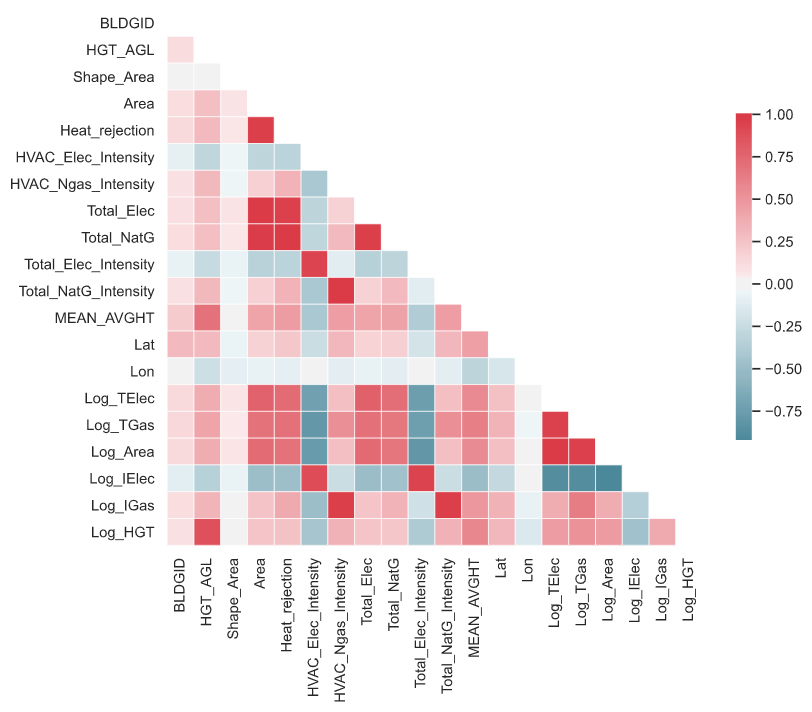 BLDGID
HGT_AGL
Shape_Area
Area
Heat_rejection
HVAC_Elec_Intensity
HVAC_Ngas_Intensity
Total_Elec
Total_NatG
Total_Elec_Intensity
Total_NatG_Intensity
MEAN_AVGHT
Lat
Lon
Log_TElec
Log_TGas
Log_Area
Log_IElec
Log_IGas
Log_HGT
BLDGID
HGT_AGL
Shape_Area
Area
Heat_rejection
HVAC_Elec_Intensity
HVAC_Ngas_Intensity
Total_Elec
Total_NatG
Total_Elec_Intensity
Total_NatG_Intensity
MEAN_AVGHT
Lat
Lon
Log_TElec
Log_TGas
Log_Area
Log_IElec
Log_IGas
Log_HGT
1.00
0.75
0.50
0.25
0.00
−0.25
−0.50
−0.75